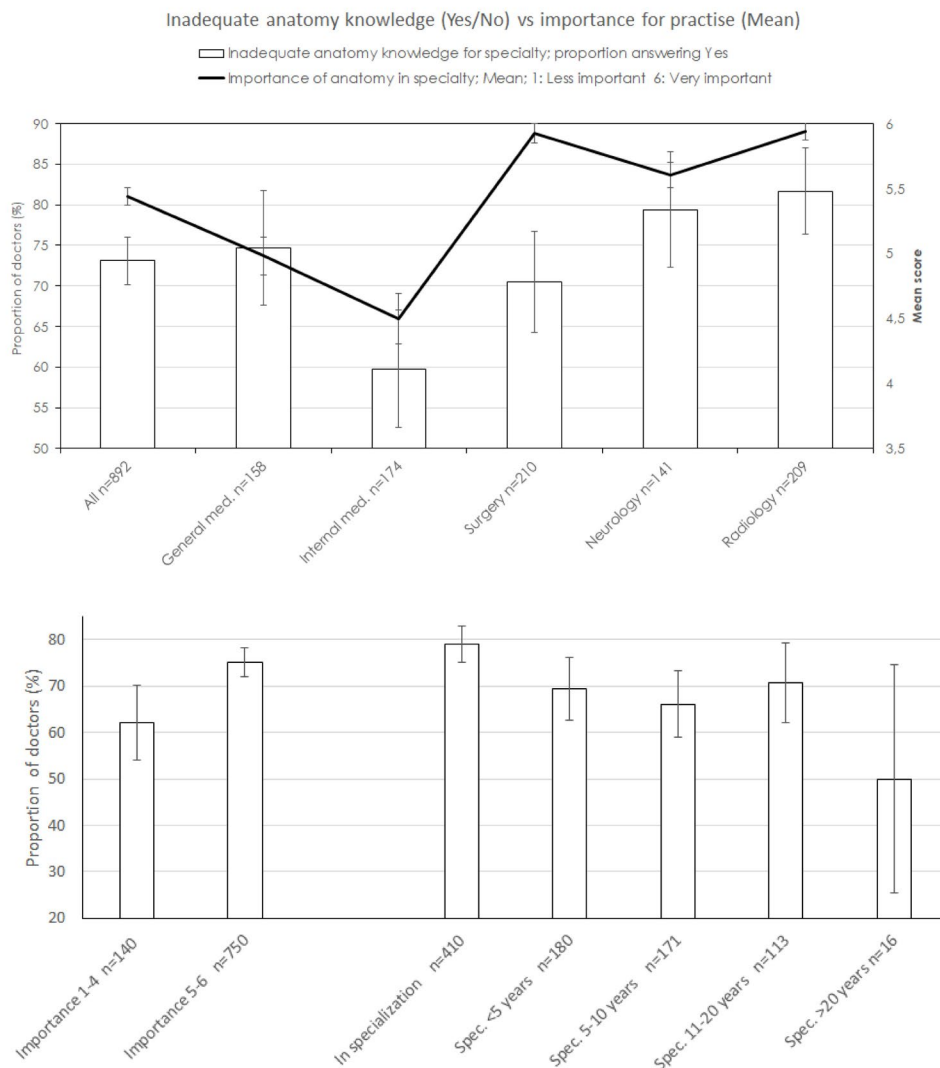 Inadequate anatomy knowledge (Yes/No) vs importance for practise (Mean)
Inadequate anatomy knowledge for specialty; proportion answering Yes
Importance of anatomy in specialty; Mean; 1: Less important 6: Very important
Proportion of doctors (%)
90
85
80
75
70
65
60
55
50
6
5,5
5
4,5
4
3,5
Mean score
All n=892
General med. n=158
Internal med. n=174
Surgery n=210
Neurology n=141
Radiology n=209
Proportion of doctors (%)
80
70
60
50
40
30
20
Importance 1-4 n=140
Importance 5-6 n=750
In specialization n=410
Spec. <5 years n=180
Spec. 5-10 years n=171
Spec. 11-20 years n=113
Spec. >20 years n=16